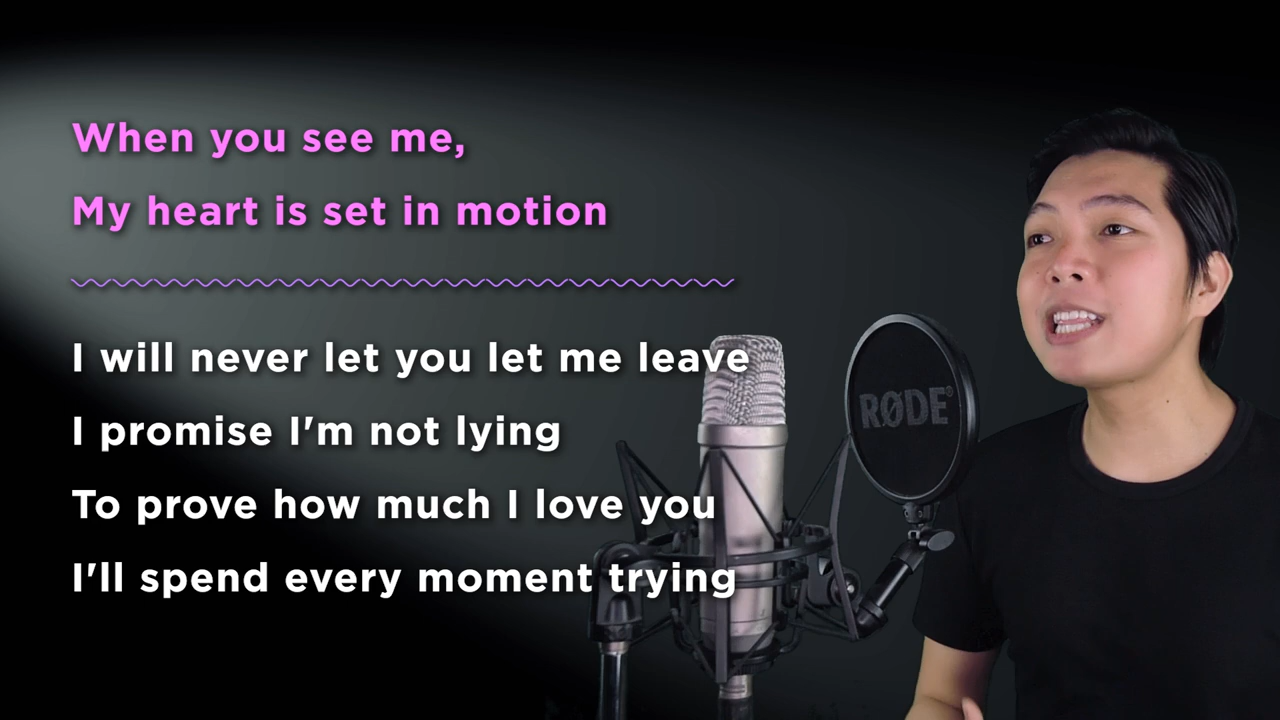 When you see me,
My heart is set in motion
I will never let you let me leave
I promise I'm not lying
To prove how much I love you
I'll spend every moment trying
RØDE®